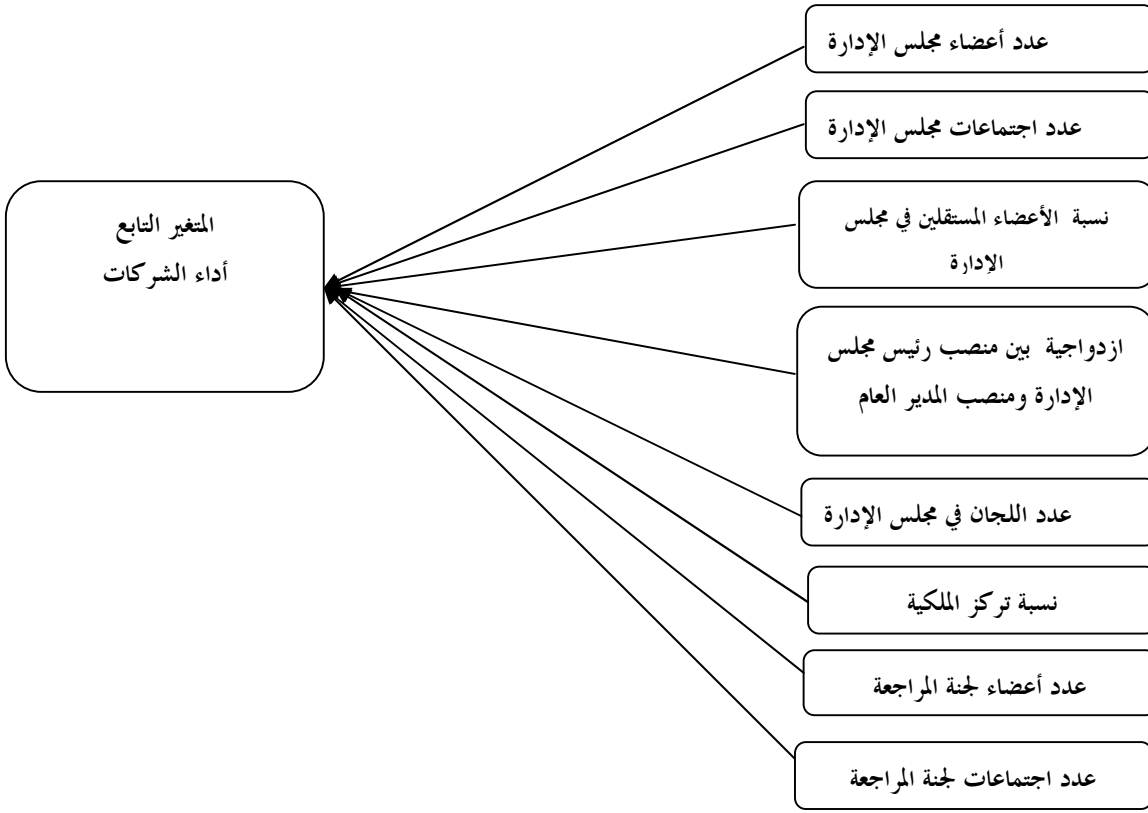 عدد أعضاء مجلس الإدارة
عدد اجتماعات مجلس الإدارة
نسبة الأعضاء المستقلين في مجلس
الإدارة
ازدواجية بين منصب رئيس مجلس
الإدارة ومنصب المدير العام
عدد اللجان في مجلس الإدارة
نسبة تركز الملكية
عدد أعضاء لجنة المراجعة
عدد اجتماعات لجنة المراجعة
المتغير التابع
أداء الشركات